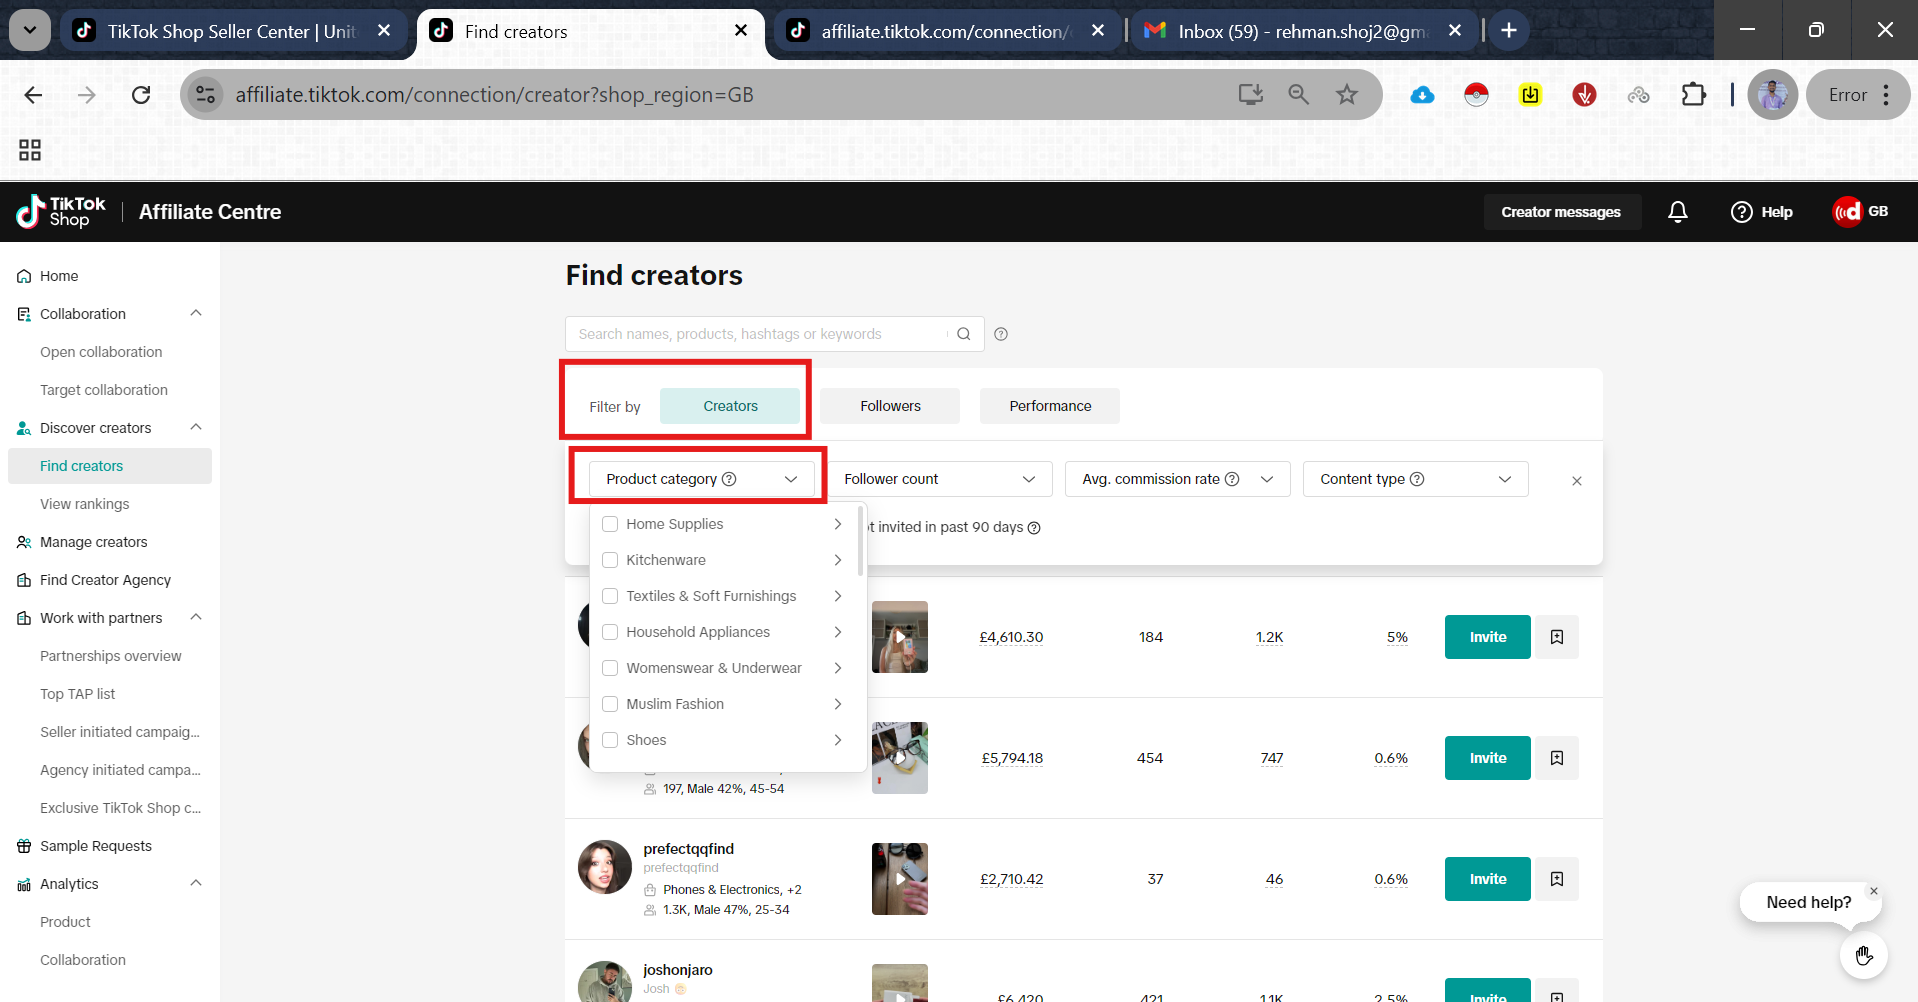 TikTok Shop Seller Center | Unit
Find creators
affiliate.tiktok.com/connection/
Inbox (59) - rehman.shoj2@gm
affiliate.tiktok.com/connection/creator?shop_region=GB
Error
TikTok Shop
Affiliate Centre
Creator messages
Help
GB
Home
Collaboration
Open collaboration
Target collaboration
Discover creators
Find creators
View rankings
Manage creators
Find Creator Agency
Work with partners
Partnerships overview
Top TAP list
Seller initiated campaig...
Agency initiated campa...
Exclusive TikTok Shop c...
Sample Requests
Analytics
Product
Collaboration
Find creators
Search names, products, hashtags or keywords
Filter by
Creators
Followers
Performance
Product category
Follower count
Avg. commission rate
Content type
Home Supplies
Kitchenware
Textiles & Soft Furnishings
Household Appliances
Womenswear & Underwear
Muslim Fashion
Shoes
invited in past 90 days
£4,610.30 184 1.2K 5% Invite
£5,794.18 454 747 0.6% Invite
197, Male 42%, 45-54
prefectqqfind
prefectqqfind
Phones & Electronics, +2
1.3K, Male 47%, 25-34
£2,710.42 37 46 0.6% Invite
joshonjaro
Josh
£6,420 421 1.1K 2.5% Invite
Need help?